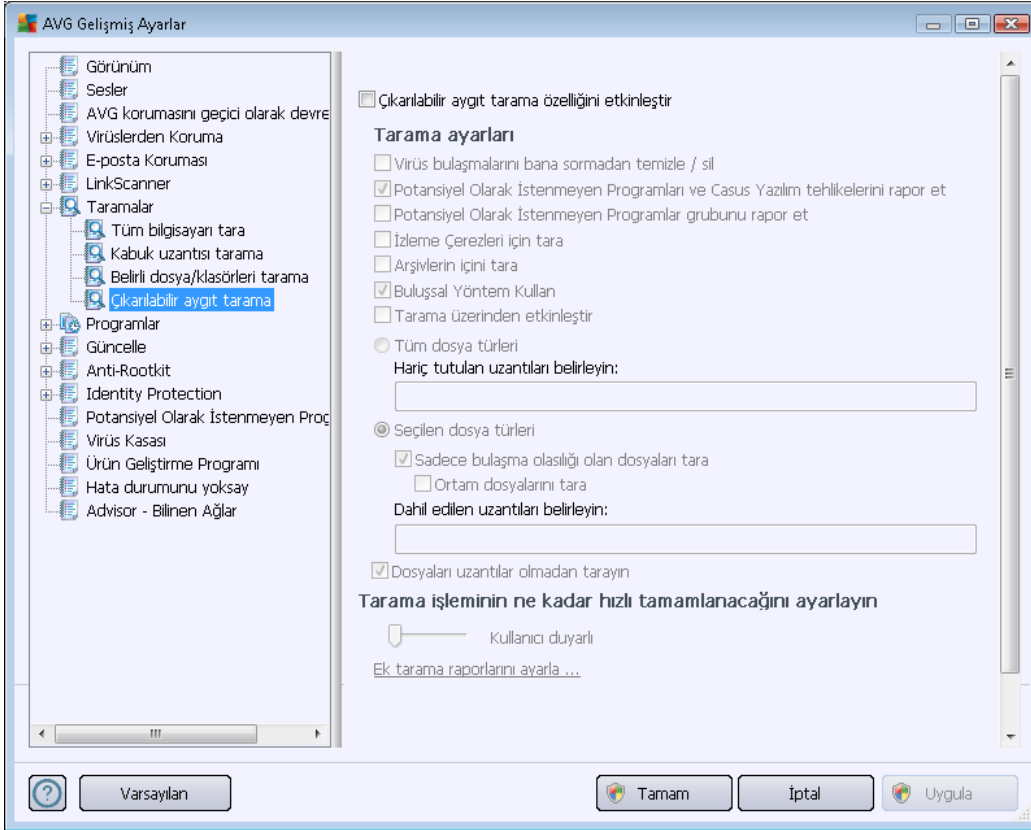 AVG Gelişmiş Ayarlar
Görünüm
Sesler
AVG korumasını geçici olarak devre
Virüslerden Koruma
E-posta Koruması
LinkScanner
Taramalar
Tüm bilgisayarı tara
Kabuk uzantısı tarama
Belirli dosya/klasörleri tarama
Çıkarılabilir aygıt tarama
Programlar
Güncelle
Anti-Rootkit
Identity Protection
Potansiyel Olarak İstenmeyen Prog
Virüs Kasası
Ürün Geliştirme Programı
Hata durumunu yoksay
Advisor - Bilinen Ağlar
Çıkarılabilir aygıt tarama özelliğini etkinleştir
Tarama ayarları
Virüs bulaşmalarını bana sormadan temizle / sil
Potansiyel Olarak İstenmeyen Programları ve Casus Yazılım tehlikelerini rapor et
Potansiyel Olarak İstenmeyen Programlar grubunu rapor et
İzleme Çerezleri için tara
Arşivlerin içini tara
Buluşsal Yöntem Kullan
Tarama üzerinden etkinleştir
Tüm dosya türleri
Hariç tutulan uzantıları belirleyin:
Seçilen dosya türleri
Sadece bulaşma olasılığı olan dosyaları tara
Ortam dosyalarını tara
Dahil edilen uzantıları belirleyin:
Dosyaları uzantılar olmadan tarayın
Tarama işleminin ne kadar hızlı tamamlanacağını ayarlayın
Kullanıcı duyarlı
Ek tarama raporlarını ayarla ...
Varsayılan
Tamam
İptal
Uygula